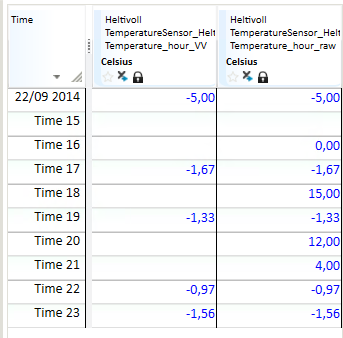 Time
Heltivoll
TemperatureSensor_Helt
Temperature_hour_VV
Celsius
Heltivoll
TemperatureSensor_Helt
Temperature_hour_raw
Celsius
22/09 2014 -5,00 -5,00
Time 15
Time 16 0,00
Time 17 -1,67 -1,67
Time 18 15,00
Time 19 -1,33 -1,33
Time 20 12,00
Time 21 4,00
Time 22 -0,97 -0,97
Time 23 -1,56 -1,56